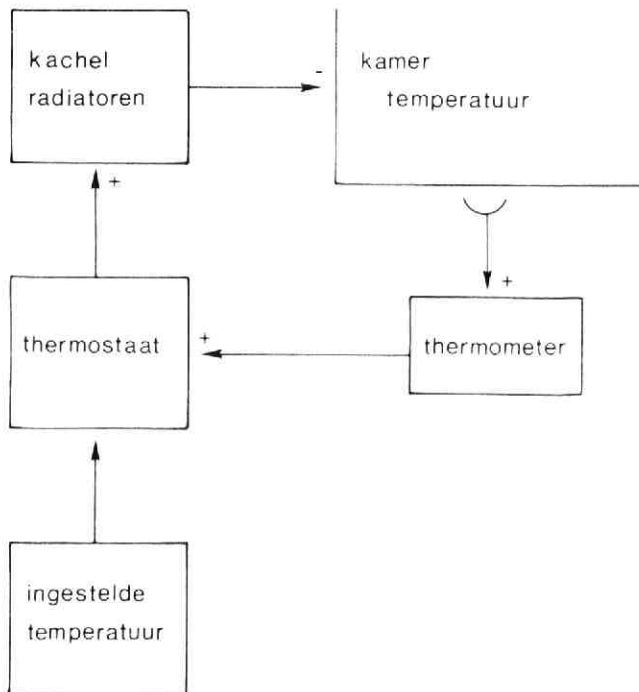 kachel
radiatoren
-
kamer
temperatuur
+
+
thermostaat
+
thermometer
ingestelde
temperatuur